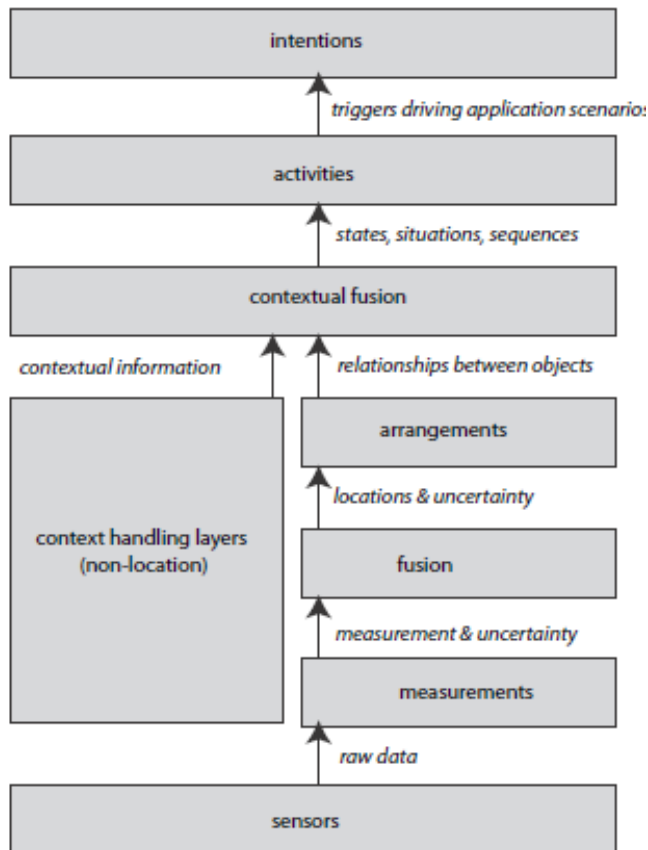 intentions
triggers driving application scenarios
activities
states, situations, sequences
contextual fusion
contextual information
relationships between objects
arrangements
locations & uncertainty
context handling layers
(non-location)
fusion
measurement & uncertainty
measurements
raw data
sensors